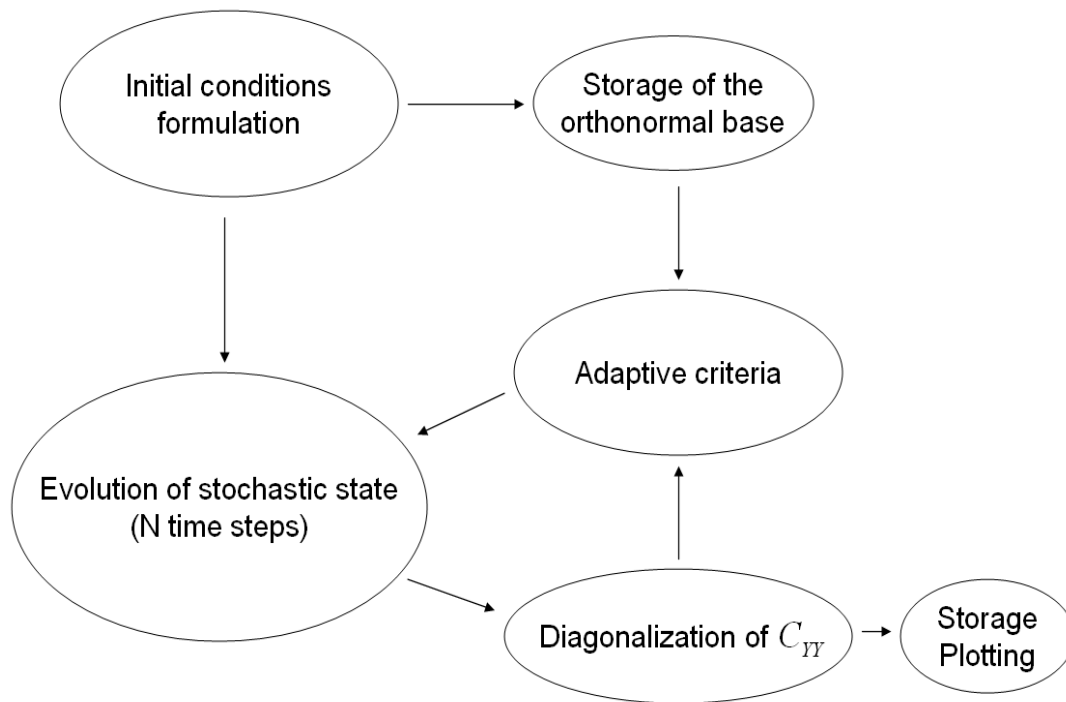 Initial conditions
formulation
Storage of the
orthonormal base
Adaptive criteria
Evolution of stochastic state
(N time steps)
Diagonalization of C_YY
Storage
Plotting